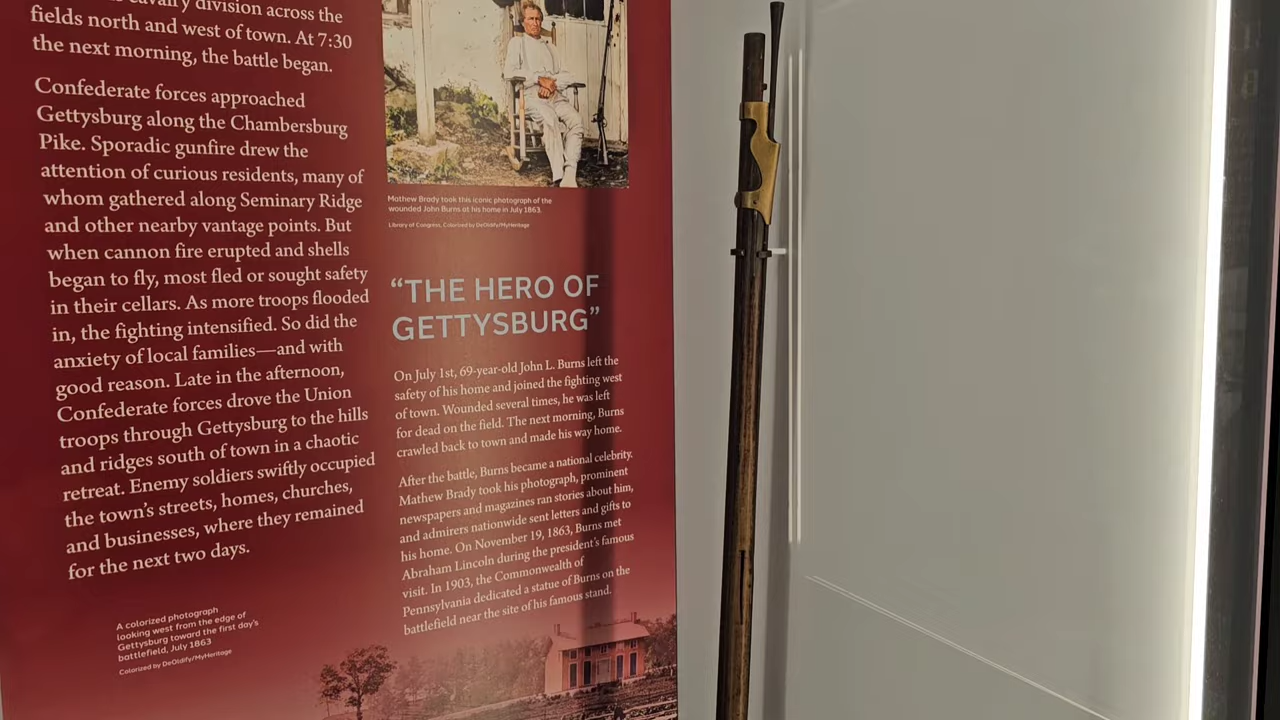 cavalry division across the
fields north and west of town. At 7:30
the next morning, the battle began.
Confederate forces approached
Gettysburg along the Chambersburg
Pike. Sporadic gunfire drew the
attention of curious residents, many of
whom gathered along Seminary Ridge
and other nearby vantage points. But
when cannon fire erupted and shells
began to fly, most fled or sought safety
in their cellars. As more troops flooded
in, the fighting intensified. So did the
anxiety of local families—and with
good reason. Late in the afternoon,
Confederate forces drove the Union
troops through Gettysburg to the hills
and ridges south of town in a chaotic
retreat. Enemy soldiers swiftly occupied
the town's streets, homes, churches,
and businesses, where they remained
for the next two days.
A colorized photograph
looking west from the edge of
Gettysburg toward the first day's
battlefield, July 1863
Colorized by DeOldify/MyHeritage
Mathew Brady took this iconic photograph of the
wounded John Burns at his home in July 1863.
Library of Congress, Colorized by DeOldify/MyHeritage
“THE HERO OF
GETTYSBURG”
On July 1st, 69-year-old John L. Burns left the
safety of his home and joined the fighting west
of town. Wounded several times, he was left
for dead on the field. The next morning, Burns
crawled back to town and made his way home.
After the battle, Burns became a national celebrity.
Mathew Brady took his photograph, prominent
newspapers and magazines ran stories about him,
and admirers nationwide sent letters and gifts to
his home. On November 19, 1863, Burns met
Abraham Lincoln during the president's famous
visit. In 1903, the Commonwealth of
Pennsylvania dedicated a statue of Burns on the
battlefield near the site of his famous stand.